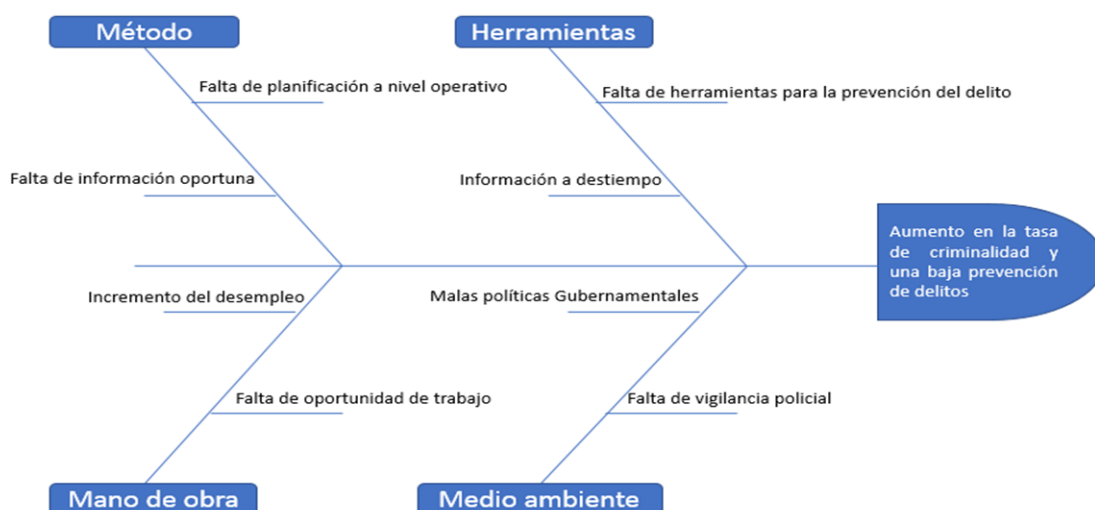 Método
Herramientas
Falta de planificación a nivel operativo
Falta de herramientas para la prevención del delito
Falta de información oportuna
Información a destiempo
Aumento en la tasa
de criminalidad y
una baja prevención
de delitos
Incremento del desempleo
Malas políticas Gubernamentales
Falta de oportunidad de trabajo
Falta de vigilancia policial
Mano de obra
Medio ambiente